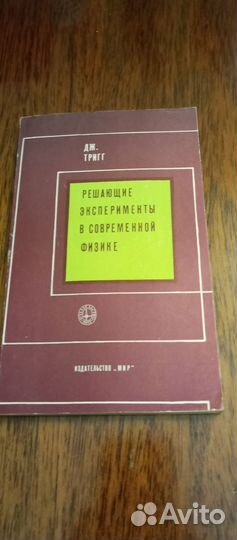 ДЖ.
ТРИГГ
РЕШАЮЩИЕ
ЭКСПЕРИМЕНТЫ
В СОВРЕМЕННОЙ
ФИЗИКЕ
ИЗДАТЕЛЬСТВО „МИР"
Avito